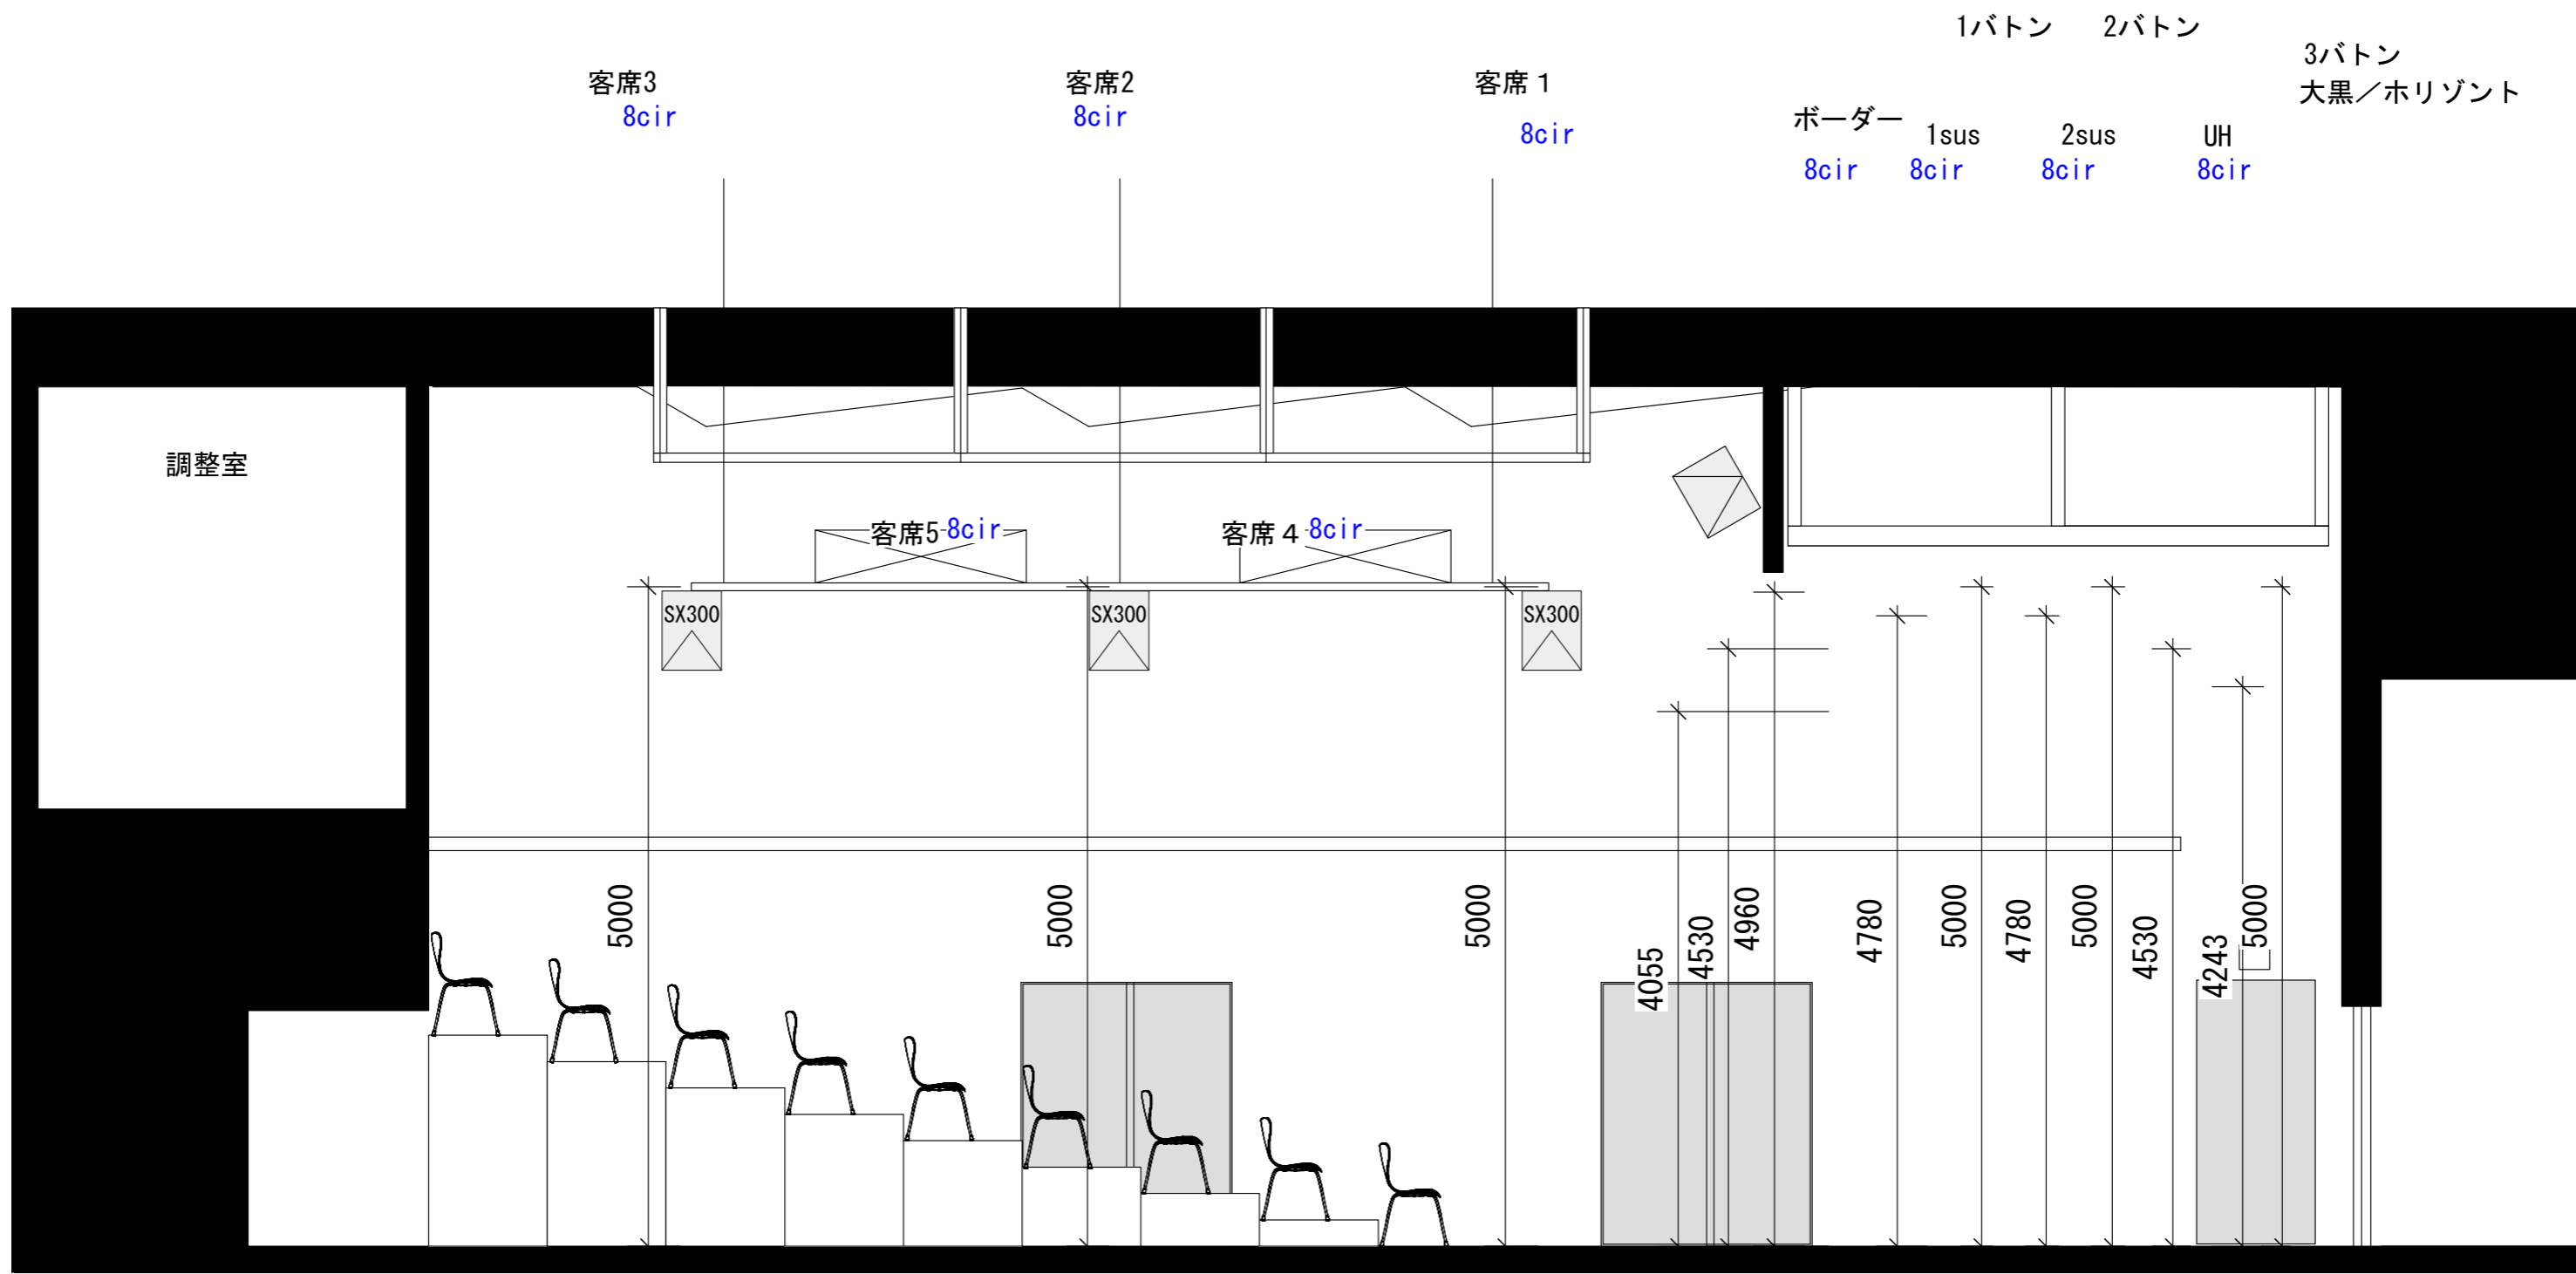 1バトン 2バトン
3バトン
大黒／ホリゾント
客席3
8cir
客席2
8cir
客席１
8cir
ボーダー
8cir
1sus
8cir
2sus
8cir
UH
8cir
調整室
客席5 8cir
客席４ 8cir
SX300
SX300
SX300
5000
5000
5000
4055
4530
4960
4780
5000
4780
5000
4530
4243
5000